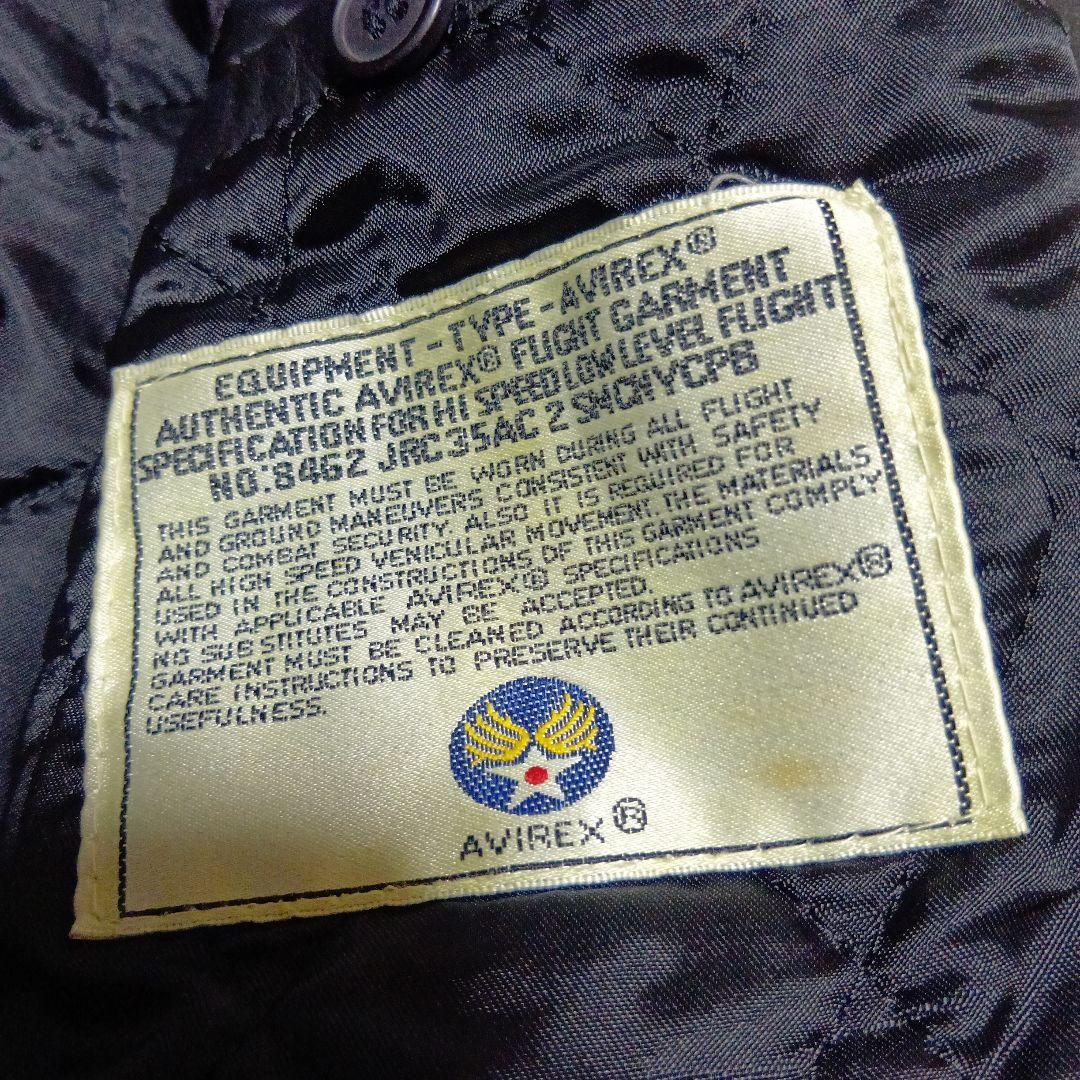 EQUIPMENT-TYPE-AVIREX®
AUTHENTIC AVIREX® FLIGHT GARMENT
SPECIFICATION FOR HI SPEED LOW LEVEL FLIGHT
NO.8462 JRC35AC2 SMCHYCPB
THIS GARMENT MUST BE WORN DURING ALL FLIGHT
AND GROUND MANEUVERS CONSISTENT WITH SAFETY
AND COMBAT SECURITY. ALSO IT IS REQUIRED FOR
ALL HIGH SPEED VEHICULAR MOVEMENT. THE MATERIALS
USED IN THE CONSTRUCTIONS OF THIS GARMENT COMPLY
WITH APPLICABLE AVIREX® SPECIFICATIONS
NO SUBSTITUTES MAY BE ACCEPTED.
GARMENT MUST BE CLEANED ACCORDING TO AVIREX®
CARE INSTRUCTIONS TO PRESERVE THEIR CONTINUED
USEFULNESS.
AVIREX®